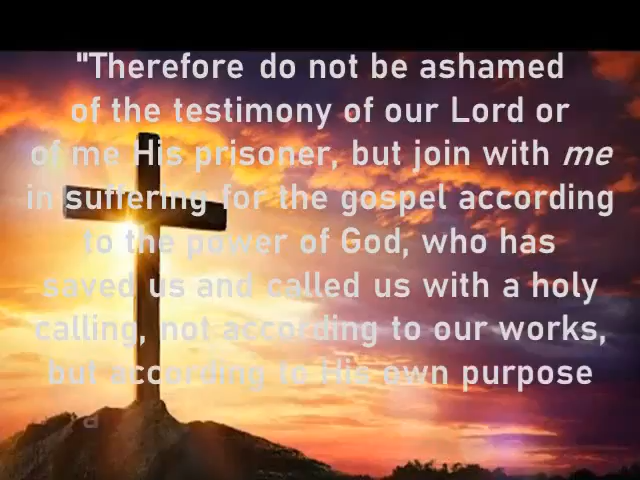 "Therefore do not be ashamed
of the testimony of our Lord or
of me His prisoner, but join with me
in suffering for the gospel according
to the power of God, who has
saved us and called us with a holy
calling, not according to our works,
but according to His own purpose
a